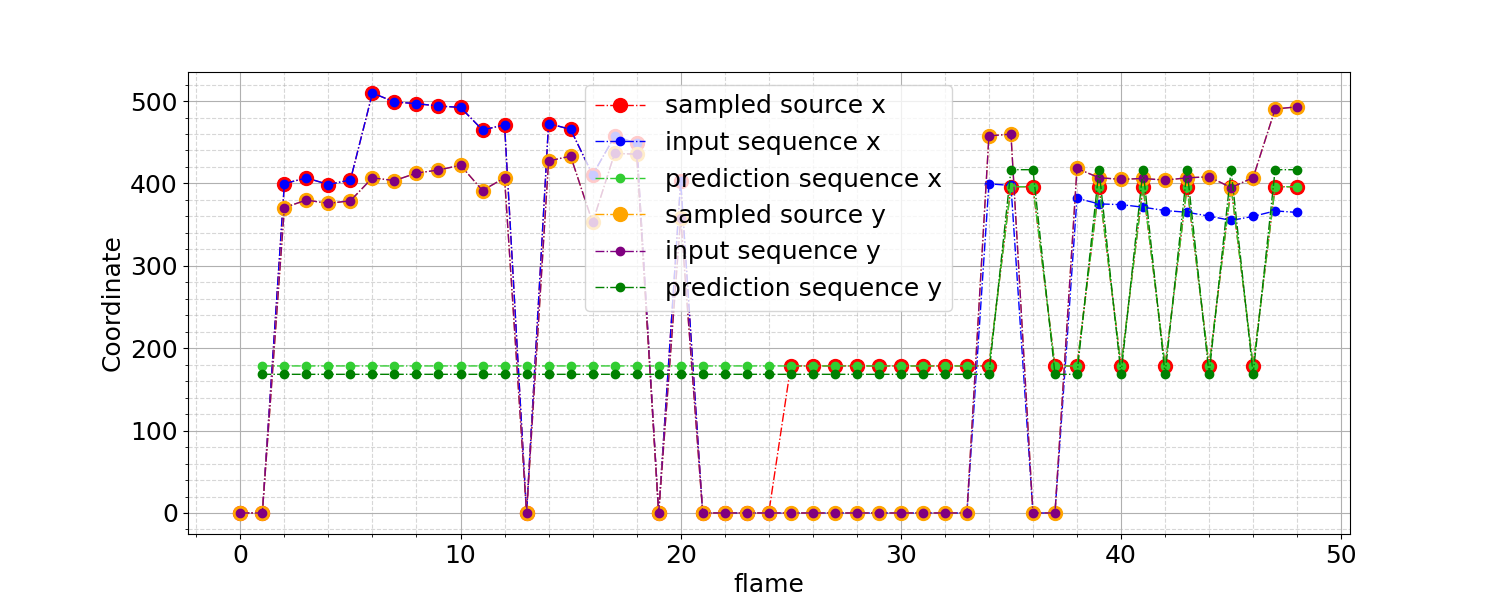 500
400
300
200
100
0
Coordinate
sampled source x
input sequence x
prediction sequence x
sampled source y
input sequence y
prediction sequence y
0 10 20 30 40 50
flame